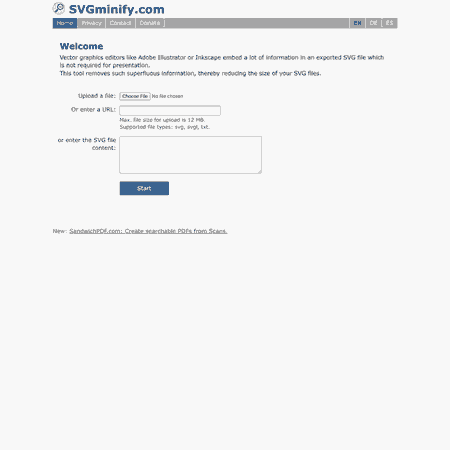 SVGminify.com
Home Privacy Contact Donate EN DE ES
Welcome
Vector graphics editors like Adobe Illustrator or Inkscape embed a lot of information in an exported SVG file which
is not required for presentation.
This tool removes such superfluous information, thereby reducing the size of your SVG files.
Upload a file: Choose File No file chosen
Or enter a URL:
Max. file size for upload is 12 MB.
Supported file types: svg, svgt, txt.
or enter the SVG file
content:
Start
New: SandwichPDF.com: Create searchable PDFs from Scans.